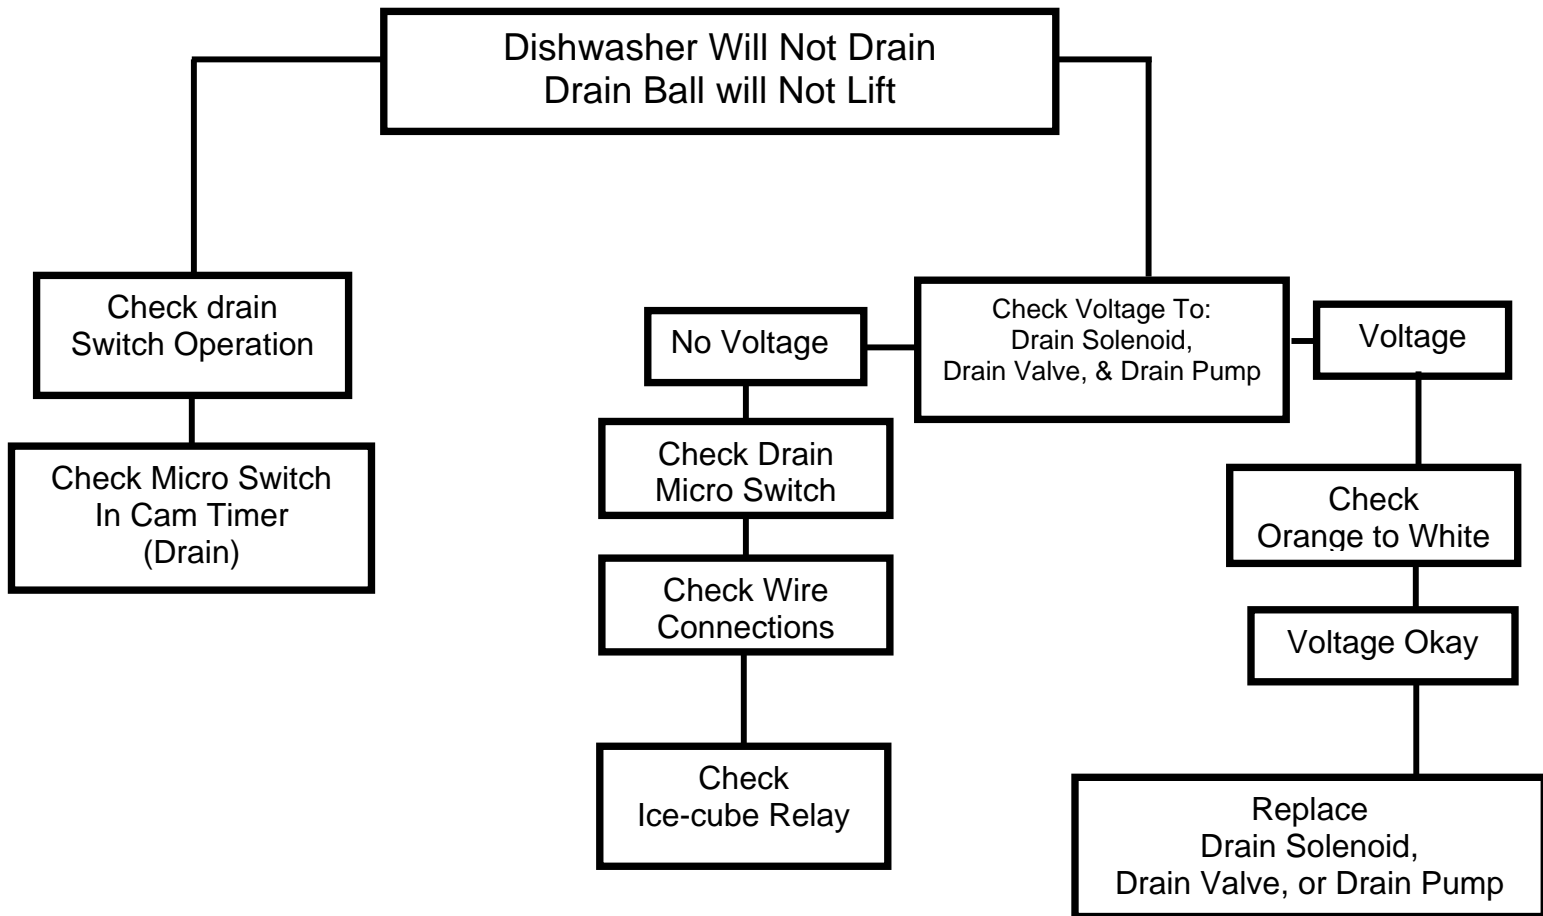 Dishwasher Will Not Drain
Drain Ball will Not Lift
Check drain
Switch Operation
Check Micro Switch
In Cam Timer
(Drain)
No Voltage
Check Voltage To:
Drain Solenoid,
Drain Valve, & Drain Pump
Voltage
Check Drain
Micro Switch
Check Wire
Connections
Check
Ice-cube Relay
Check
Orange to White
Voltage Okay
Replace
Drain Solenoid,
Drain Valve, or Drain Pump